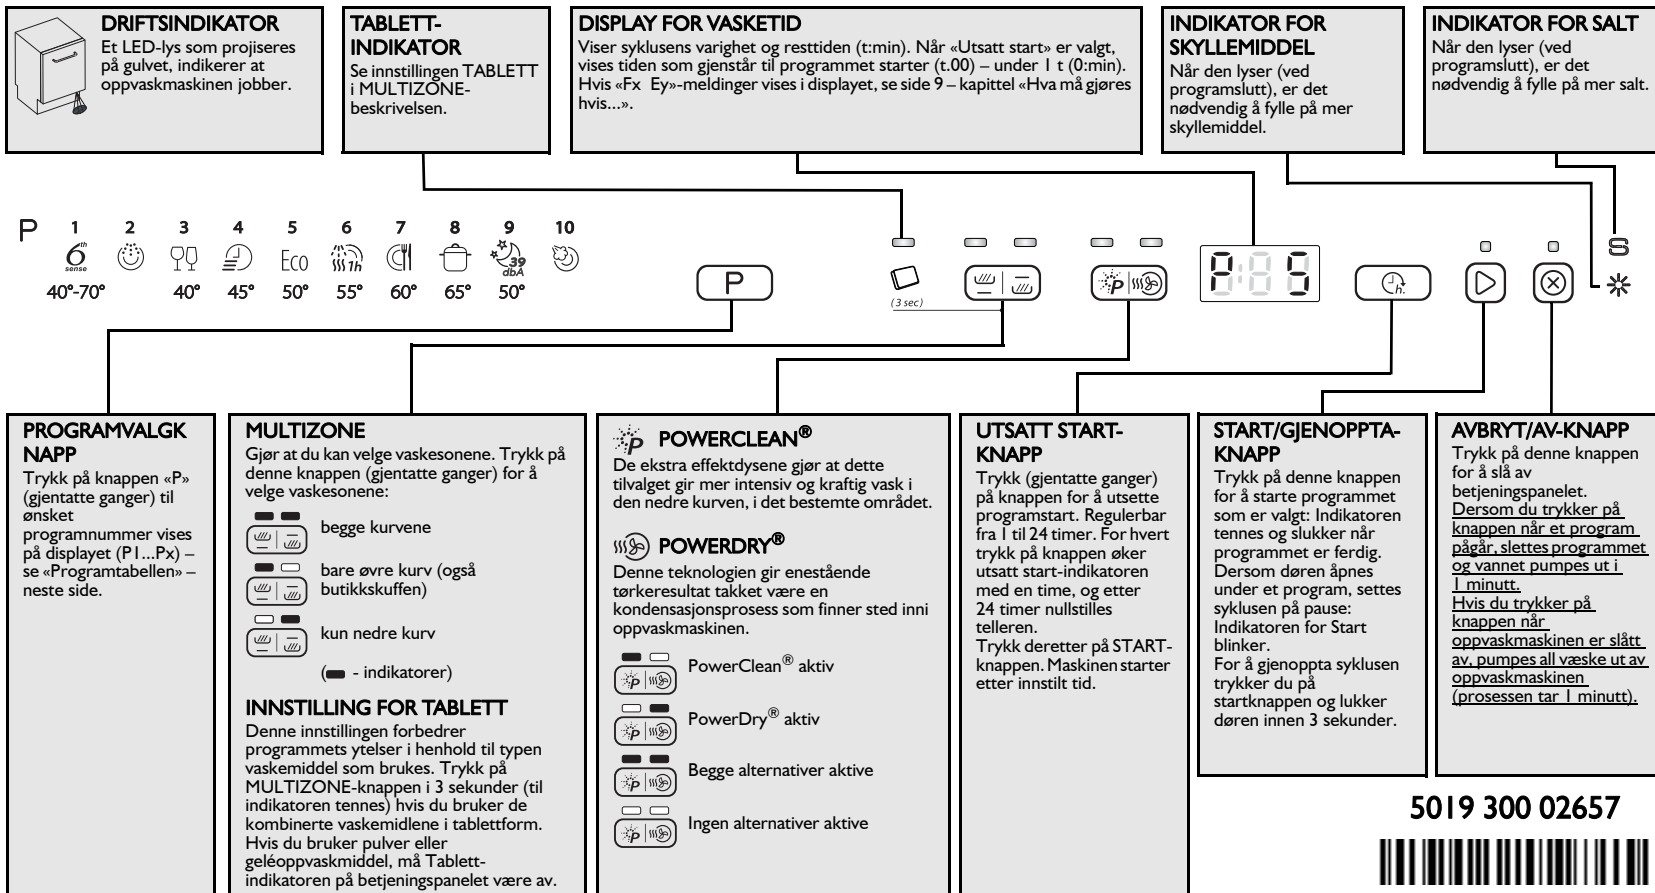 DRIFTSINDIKATOR
Et LED-lys som projiseres
på gulvet, indikerer at
oppvaskmaskinen jobber.
TABLETT-
INDIKATOR
Se innstillingen TABLETT
i MULTIZONE-
beskrivelsen.
DISPLAY FOR VASKETID
Viser syklusens varighet og resttiden (t:min). Når «Utsatt start» er valgt,
vises tiden som gjenstår til programmet starter (t.00) – under 1 t (0:min).
Hvis «Fx Ey»-meldinger vises i displayet, se side 9 – kapittel «Hva må gjøres
hvis...».
INDIKATOR FOR
SKYLLEMIDDEL
Når den lyser (ved
programslutt), er det
nødvendig å fylle på mer
skyllemiddel.
INDIKATOR FOR SALT
Når den lyser (ved
programslutt), er det
nødvendig å fylle på mer salt.
P 1 2 3 4 5 6 7 8 9 10
6th sense Eco 1h 39 dbA
40°-70° 40° 45° 50° 55° 60° 65° 50°
P
(3 sec)
P
P 5
h.
S
PROGRAMVALGK
NAPP
Trykk på knappen «P»
(gjentatte ganger) til
ønsket
programnummer vises
på displayet (P1...Px) –
se «Programtabellen» –
neste side.
MULTIZONE
Gjør at du kan velge vaskesonene. Trykk på
denne knappen (gjentatte ganger) for å
velge vaskesonene:
begge kurvene
bare øvre kurv (også
butikkskuffen)
kun nedre kurv
( - indikatorer)
INNSTILLING FOR TABLETT
Denne innstillingen forbedrer
programmets ytelser i henhold til typen
vaskemiddel som brukes. Trykk på
MULTIZONE-knappen i 3 sekunder (til
indikatoren tennes) hvis du bruker de
kombinerte vaskemidlene i tablettform.
Hvis du bruker pulver eller
geléoppvaskmiddel, må Tablett-
indikatoren på betjeningspanelet være av.
P POWERCLEAN®
De ekstra effektdysene gjør at dette
tilvalget gir mer intensiv og kraftig vask i
den nedre kurven, i det bestemte området.
POWERDRY®
Denne teknologien gir enestående
tørkeresultat takket være en
kondensasjonsprosess som finner sted inni
oppvaskmaskinen.
P PowerClean® aktiv
P PowerDry® aktiv
P Begge alternativer aktive
P Ingen alternativer aktive
UTSATT START-
KNAPP
Trykk (gjentatte ganger)
på knappen for å utsette
programstart. Regulerbar
fra 1 til 24 timer. For hvert
trykk på knappen øker
utsatt start-indikatoren
med en time, og etter
24 timer nullstilles
telleren.
Trykk deretter på START-
knappen. Maskinen starter
etter innstilt tid.
START/GJENOPPTA-
KNAPP
Trykk på denne knappen
for å starte programmet
som er valgt: Indikatoren
tennes og slukker når
programmet er ferdig.
Dersom døren åpnes
under et program, settes
syklusen på pause:
Indikatoren for Start
blinker.
For å gjenoppta syklusen
trykker du på
startknappen og lukker
døren innen 3 sekunder.
AVBRYT/AV-KNAPP
Trykk på denne knappen
for å slå av
betjeningspanelet.
Dersom du trykker på
knappen når et program
pågår, slettes programmet
og vannet pumpes ut i
1 minutt.
Hvis du trykker på
knappen når
oppvaskmaskinen er slått
av, pumpes all væske ut av
oppvaskmaskinen
(prosessen tar 1 minutt).
5019 300 02657